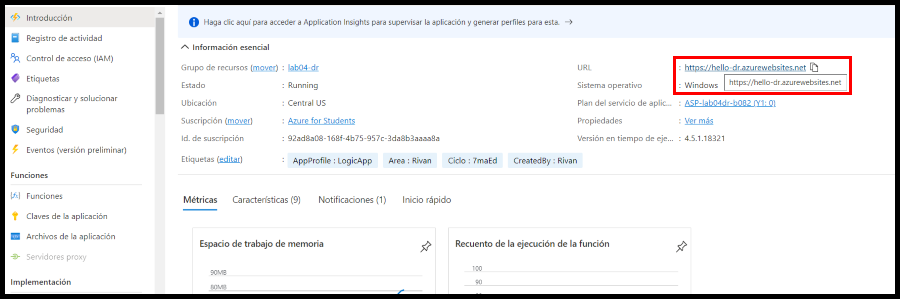 Introducción
Registro de actividad
Control de acceso (IAM)
Etiquetas
Diagnosticar y solucionar
problemas
Seguridad
Eventos (versión preliminar)
Funciones
Funciones
Claves de la aplicación
Archivos de la aplicación
Servidores proxy
Implementación
Haga clic aquí para acceder a Application Insights para supervisar la aplicación y generar perfiles para esta. →
Información esencial
Grupo de recursos (mover) : lab04-dr
Estado : Running
Ubicación : Central US
Suscripción (mover) : Azure for Students
Id. de suscripción : 92ad8a08-168f-4b75-957c-3da8b3aaaa8a
Etiquetas (editar) : AppProfile : LogicApp Area : Rivan Ciclo : 7maEd CreatedBy : Rivan
URL : https://hello-dr.azurewebsites.net
https://hello-dr.azurewebsites.net
Sistema operativo : Windows
Plan del servicio de aplic... : ASP-lab04dr-b082 (Y1: 0)
Propiedades : Ver más
Versión en tiempo de eje... : 4.5.1.18321
Métricas Características (9) Notificaciones (1) Inicio rápido
Espacio de trabajo de memoria
90MB
80MB
Recuento de la ejecución de la función
100
90